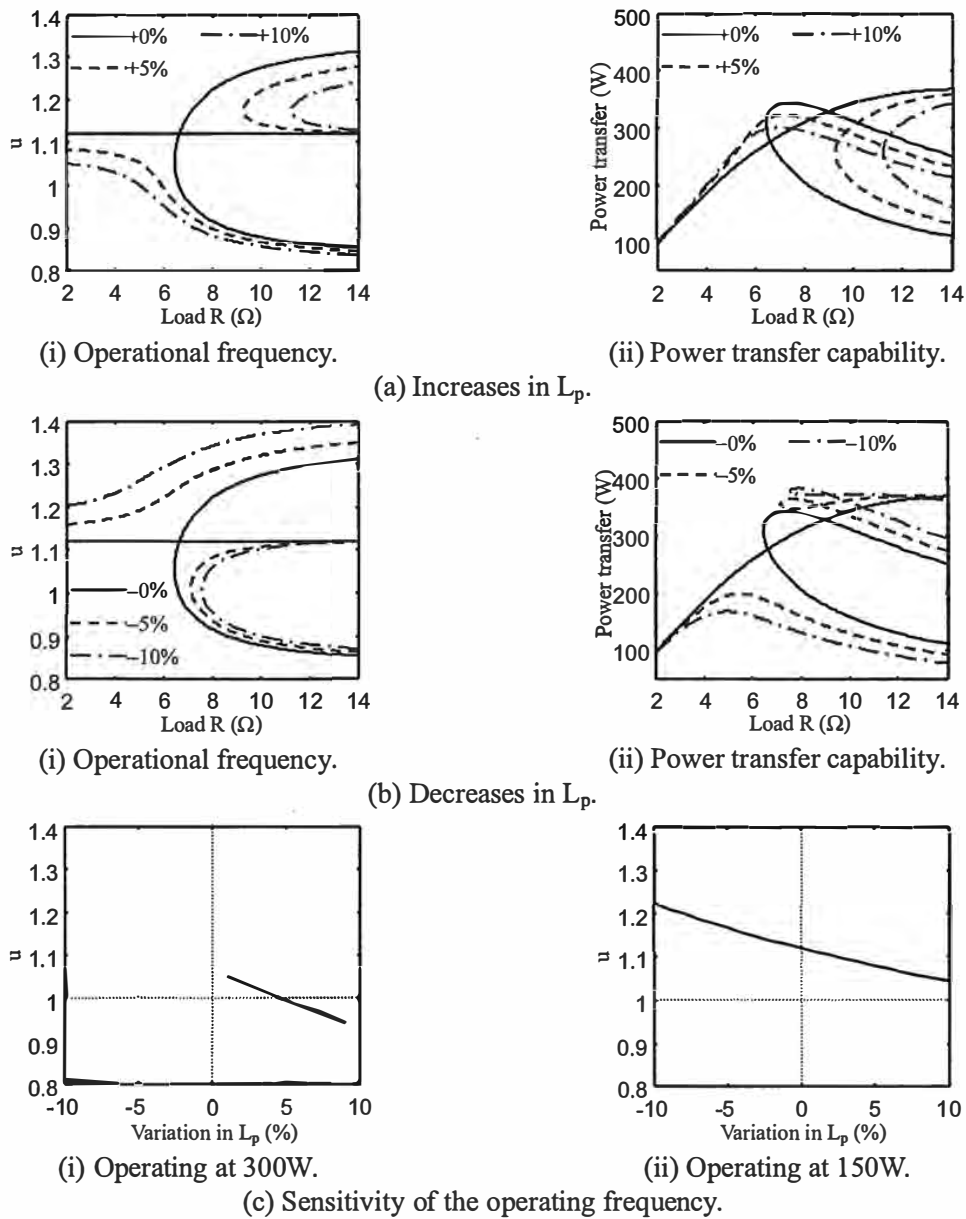 1.4
1.3
1.2
1.1
1
0.9
0.8
u
+0%
+10%
+5%
2 4 6 8 10 12 14
Load R (Ω)
(i) Operational frequency.
500
400
300
200
100
Power transfer (W)
+0%
+10%
+5%
2 4 6 8 10 12 14
Load R (Ω)
(ii) Power transfer capability.
(a) Increases in Lp.
1.4
1.3
1.2
1.1
1
0.9
0.8
u
−0%
−5%
−10%
2 4 6 8 10 12 14
Load R (Ω)
(i) Operational frequency.
500
400
300
200
100
Power transfer (W)
−0%
−10%
−5%
2 4 6 8 10 12 14
Load R (Ω)
(ii) Power transfer capability.
(b) Decreases in Lp.
1.4
1.3
1.2
1.1
1
0.9
0.8
u
-10 -5 0 5 10
Variation in Lp (%)
(i) Operating at 300W.
1.4
1.3
1.2
1.1
1
0.9
0.8
u
-10 -5 0 5 10
Variation in Lp (%)
(ii) Operating at 150W.
(c) Sensitivity of the operating frequency.